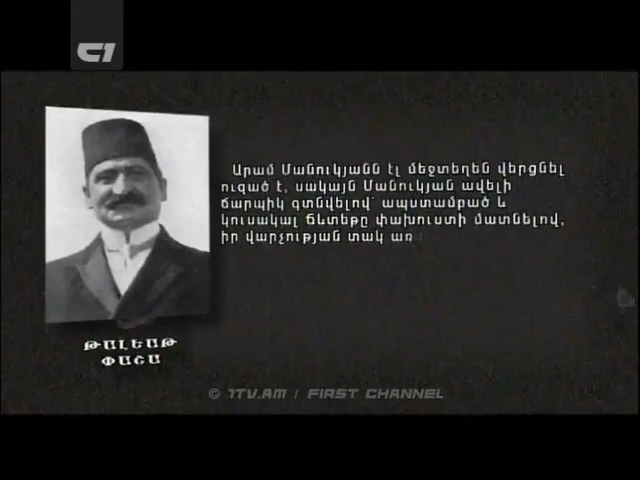 C1
Արամ Մանուկյանն էլ մեջտեղեն վերցնել
ուզած է, սակայն Մանուկյան ավելի
ճարպիկ գտնվելով՝ ապստամբած և
կուսակալ Ճևտեթը փախուստի մատնելով,
իր վարչության տակ առ
ԹԱԼԵԱԹ
ՓԱՇԱ
© 1TV.AM / FIRST CHANNEL